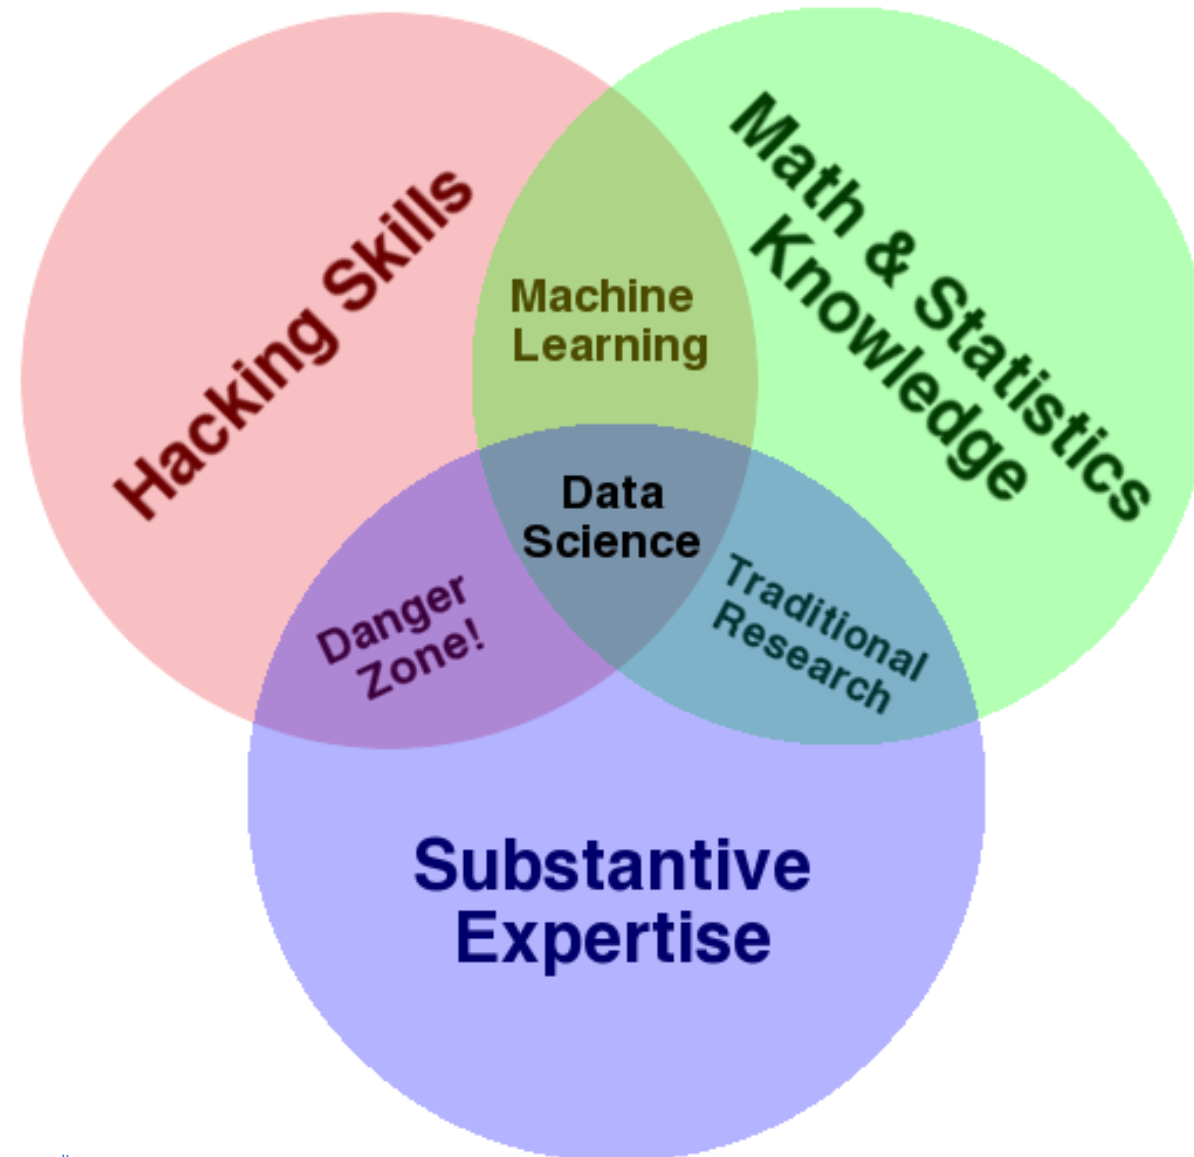 Hacking Skills
Math & Statistics
Knowledge
Machine
Learning
Data
Science
Danger
Zone!
Traditional
Research
Substantive
Expertise